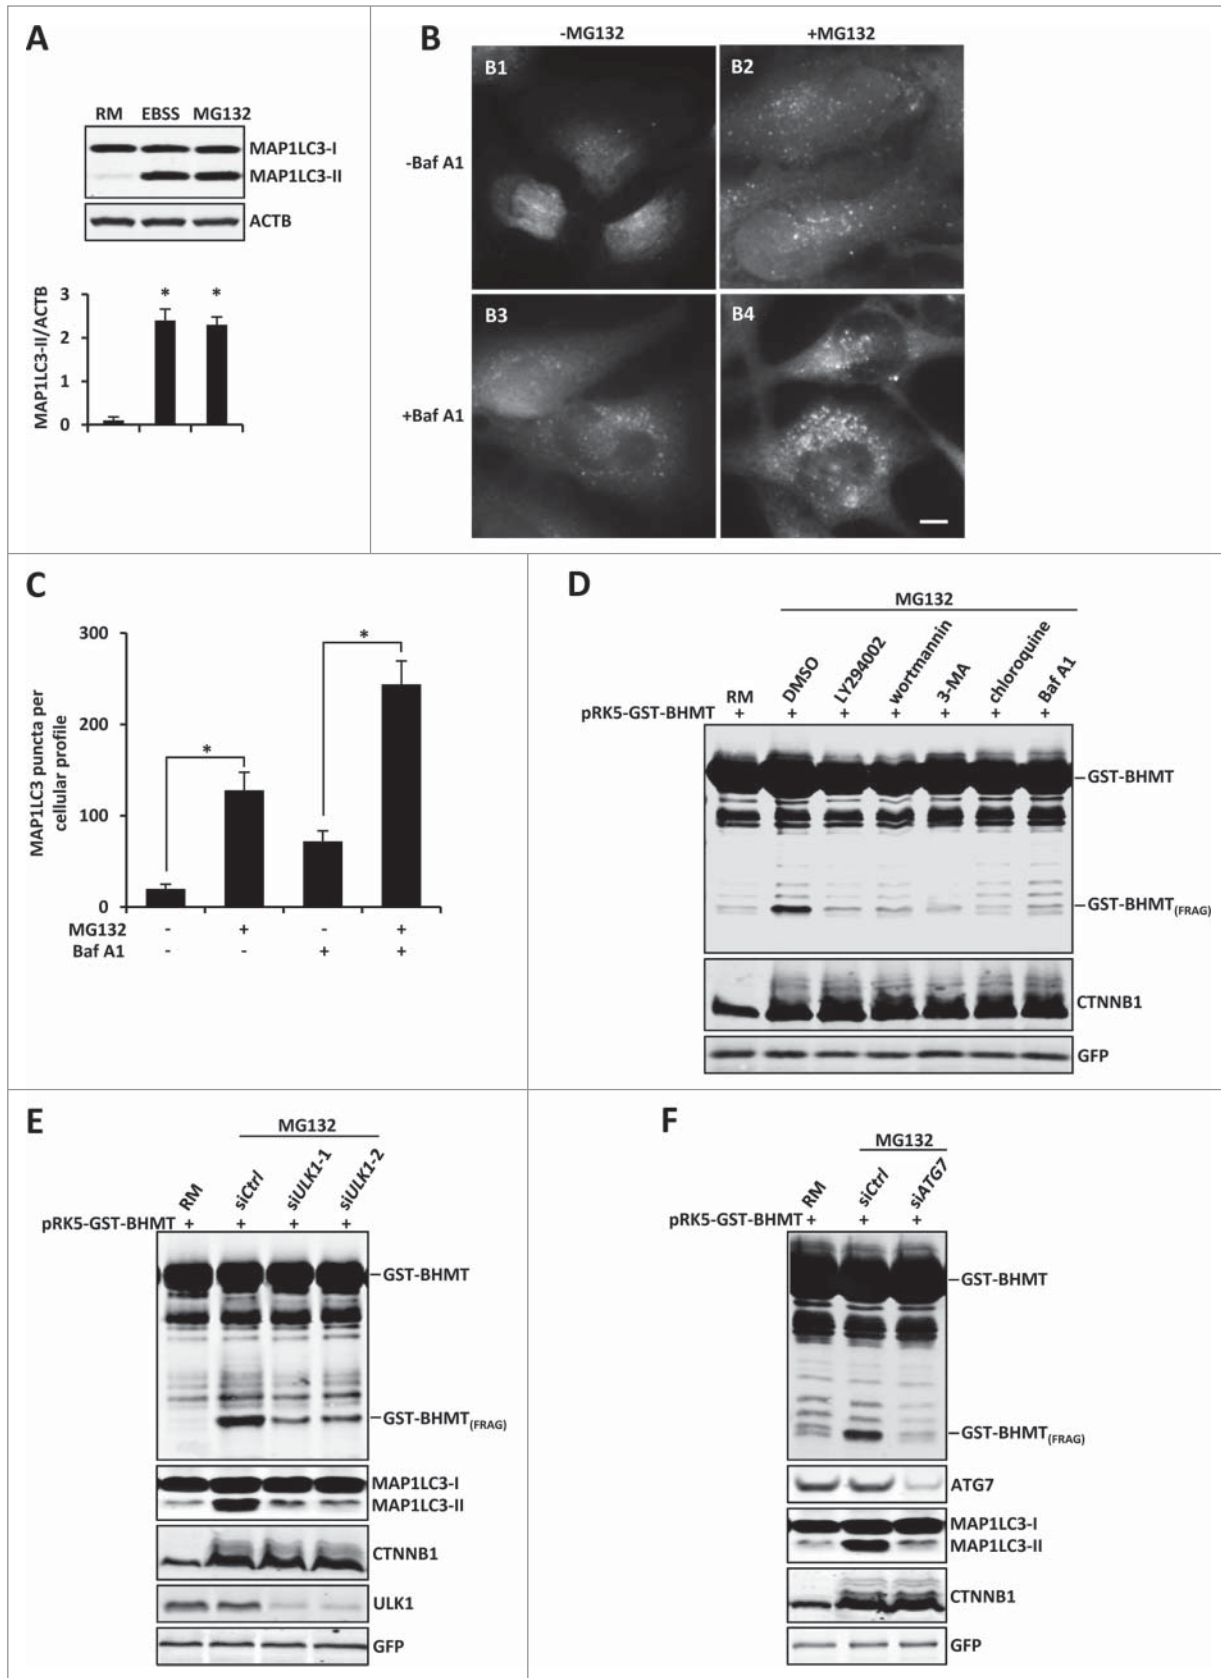 A
RM EBSS MG132
MAP1LC3-I
MAP1LC3-II
ACTB
MAP1LC3-II/ACTB
3
2
1
0
* *
B
-MG132 +MG132
-Baf A1
+Baf A1
B1
B2
B3
B4
C
MAP1LC3 puncta per
cellular profile
300
200
100
0
*
*
MG132 - + - +
Baf A1 - - + +
D
MG132
RM DMSO LY294002 wortmannin 3-MA chloroquine Baf A1
pRK5-GST-BHMT + + + + + + +
GST-BHMT
GST-BHMT(FRAG)
CTNNB1
GFP
E
MG132
RM siCtrl siULK1-1 siULK1-2
pRK5-GST-BHMT + + + +
GST-BHMT
GST-BHMT(FRAG)
MAP1LC3-I
MAP1LC3-II
CTNNB1
ULK1
GFP
F
MG132
RM siCtrl siATG7
pRK5-GST-BHMT + + +
GST-BHMT
GST-BHMT(FRAG)
ATG7
MAP1LC3-I
MAP1LC3-II
CTNNB1
GFP